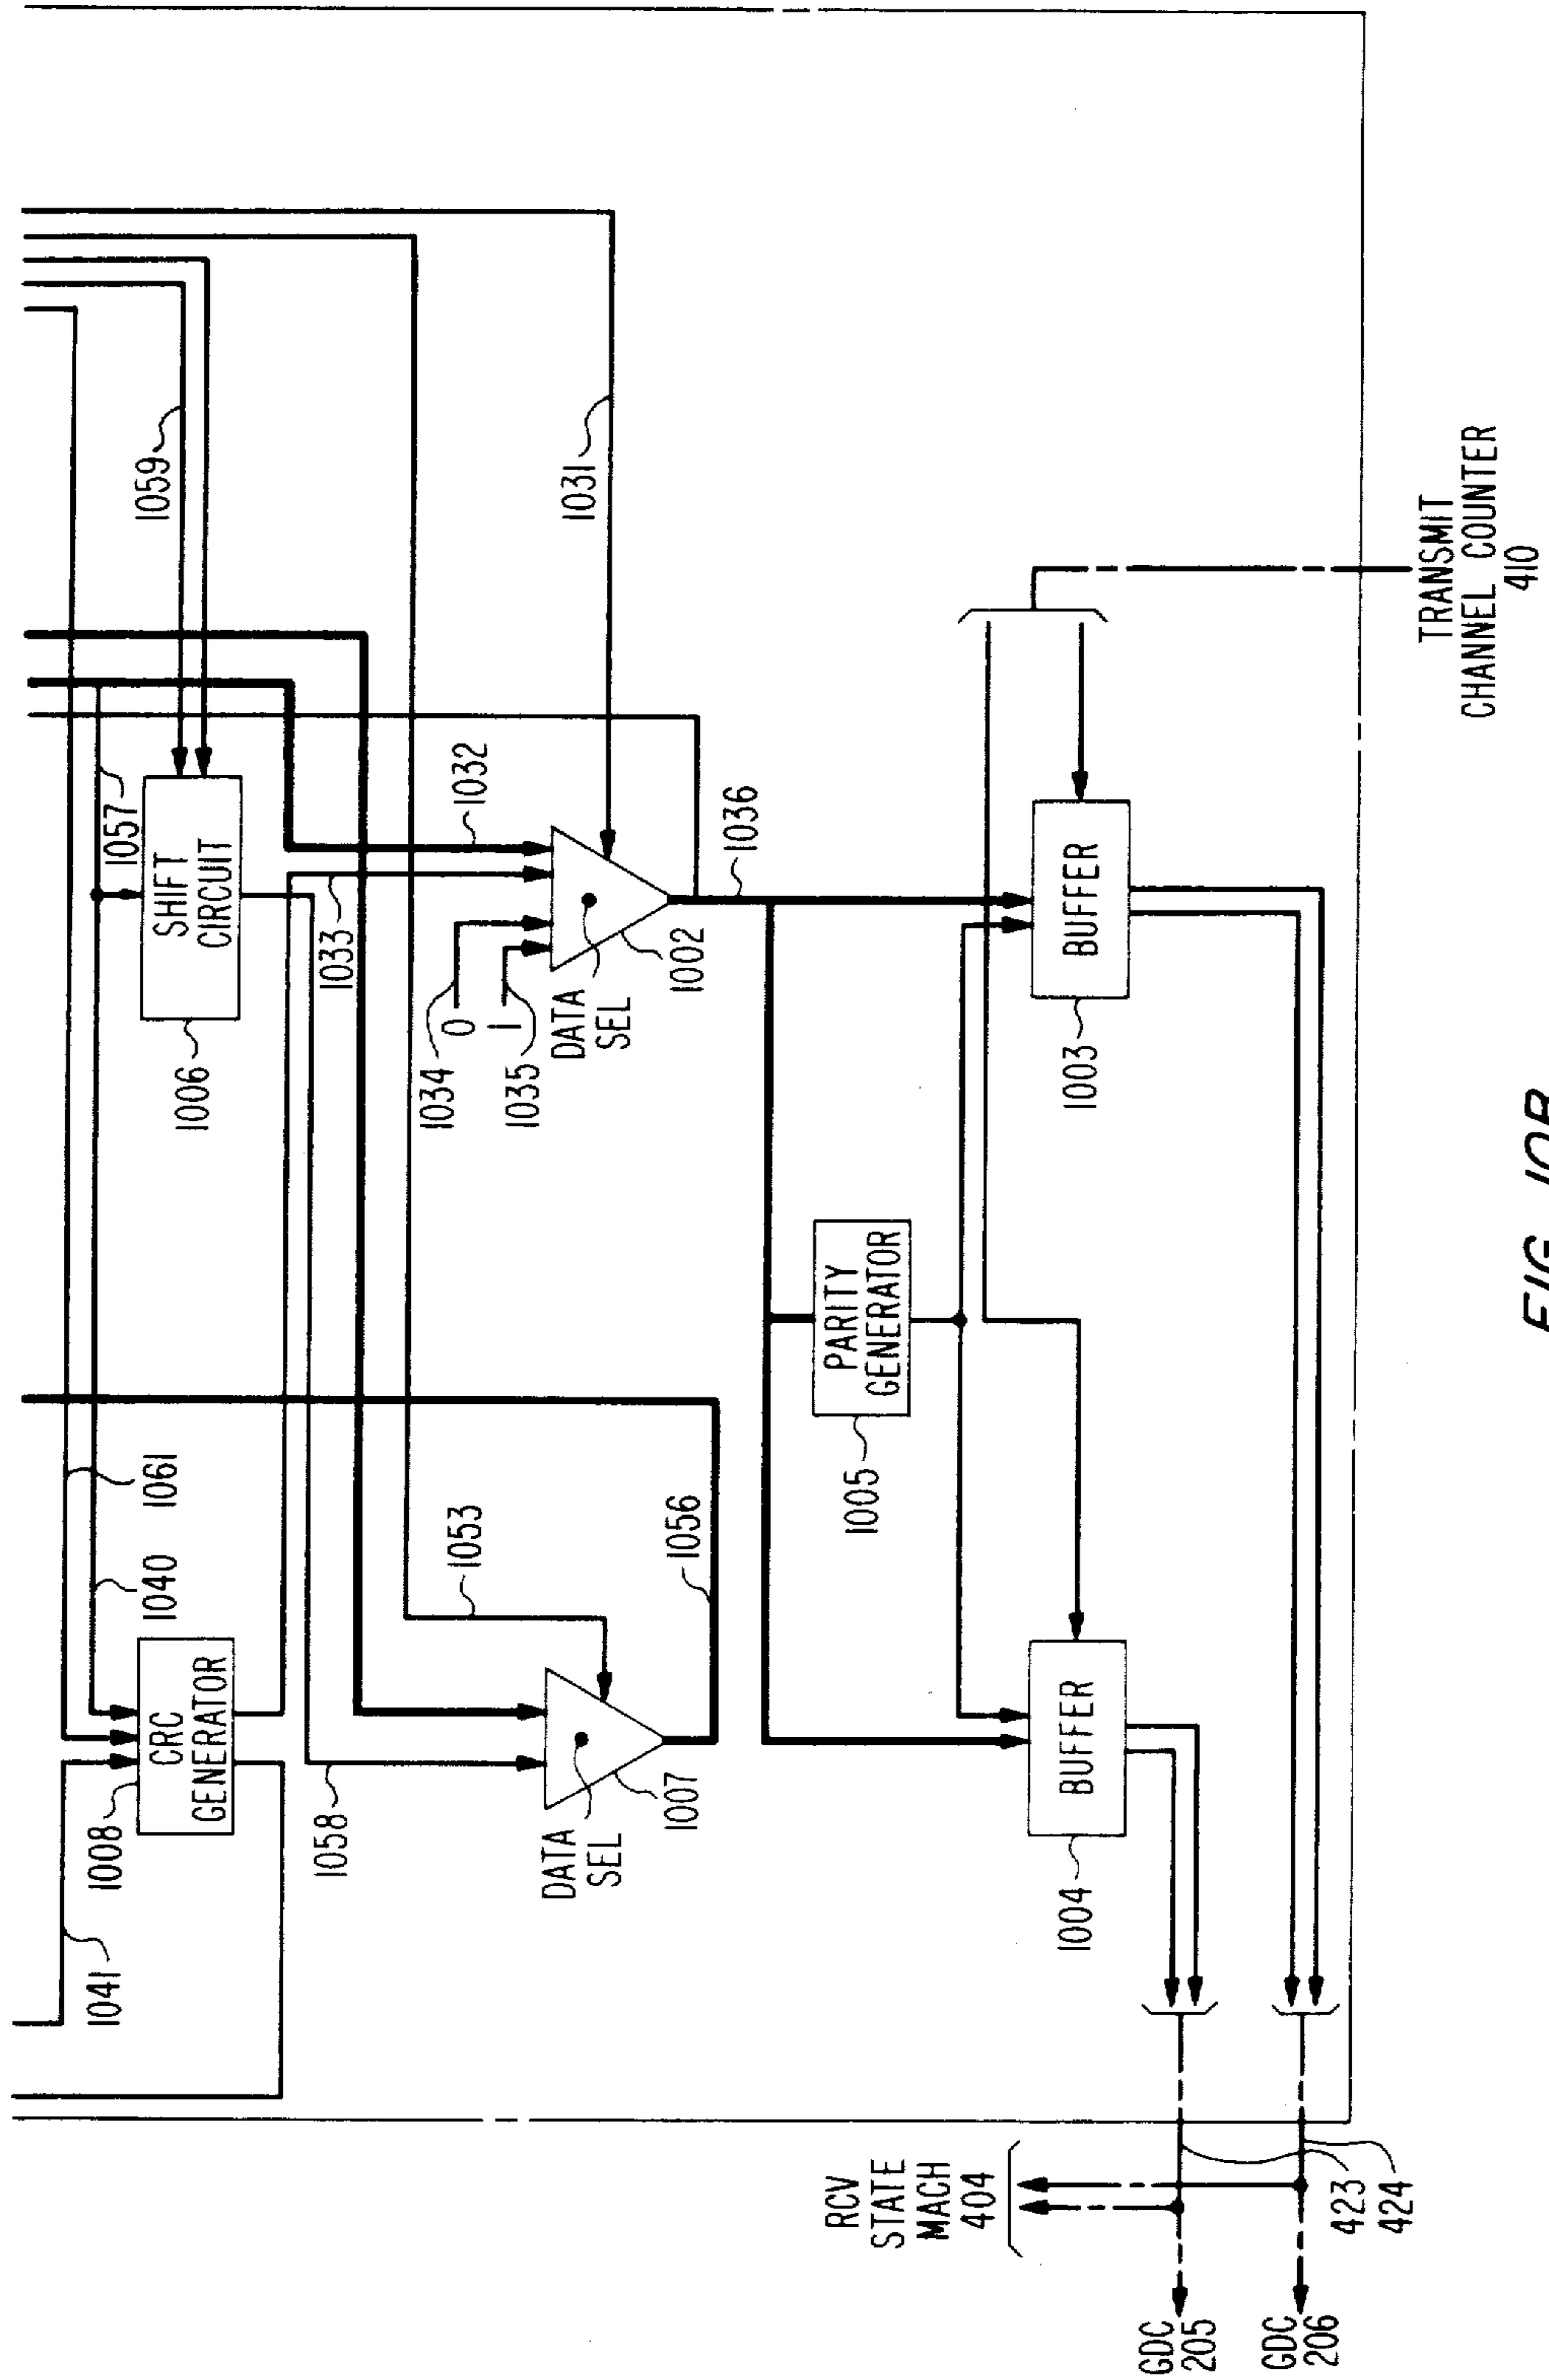 1041
1008
CRC
GENERATOR
1040
1061
1006
SHIFT
CIRCUIT
1057
1059
1058
1033
1053
1034
0
1
1035
1032
1031
DATA
SEL
1007
DATA
SEL
1002
1056
1036
RCV
STATE
MACH
404
1005
PARITY
GENERATOR
1004
BUFFER
1003
BUFFER
GDC
205
GDC
206
423
424
TRANSMIT
CHANNEL COUNTER
410
FIG. 10B